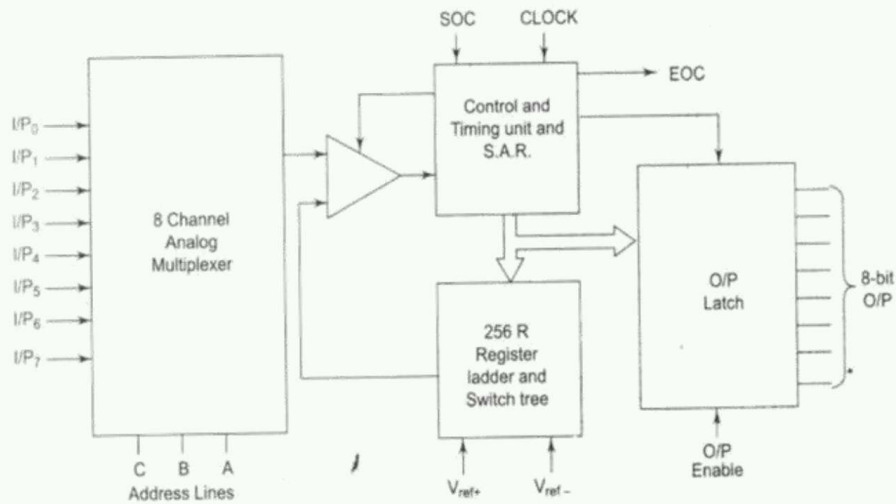 SOC
CLOCK
EOC
Control and
Timing unit and
S.A.R.
I/P0
I/P1
I/P2
I/P3
I/P4
I/P5
I/P6
I/P7
8 Channel
Analog
Multiplexer
O/P
Latch
8-bit
O/P
256 R
Register
ladder and
Switch tree
C B A
Address Lines
Vref+
Vref–
O/P
Enable